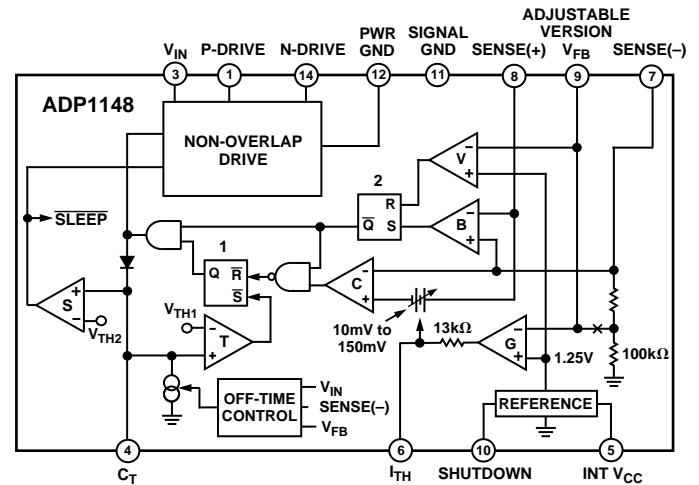 ADJUSTABLE
VERSION
V_IN P-DRIVE N-DRIVE PWR GND SIGNAL GND SENSE(+) V_FB SENSE(–)
3 1 14 12 11 8 9 7
ADP1148
NON-OVERLAP
DRIVE
V
–
+
2
R
Q̅
S
B
–
+
S̅L̅E̅E̅P̅
1
Q
R̅
S̅
C
–
+
S
+
–
V_TH2
V_TH1
–
T
+
10mV to
150mV
13kΩ
G
–
+
×
1.25V
100kΩ
OFF-TIME
CONTROL
V_IN
SENSE(–)
V_FB
REFERENCE
4 6 10 5
C_T I_TH SHUTDOWN INT V_CC